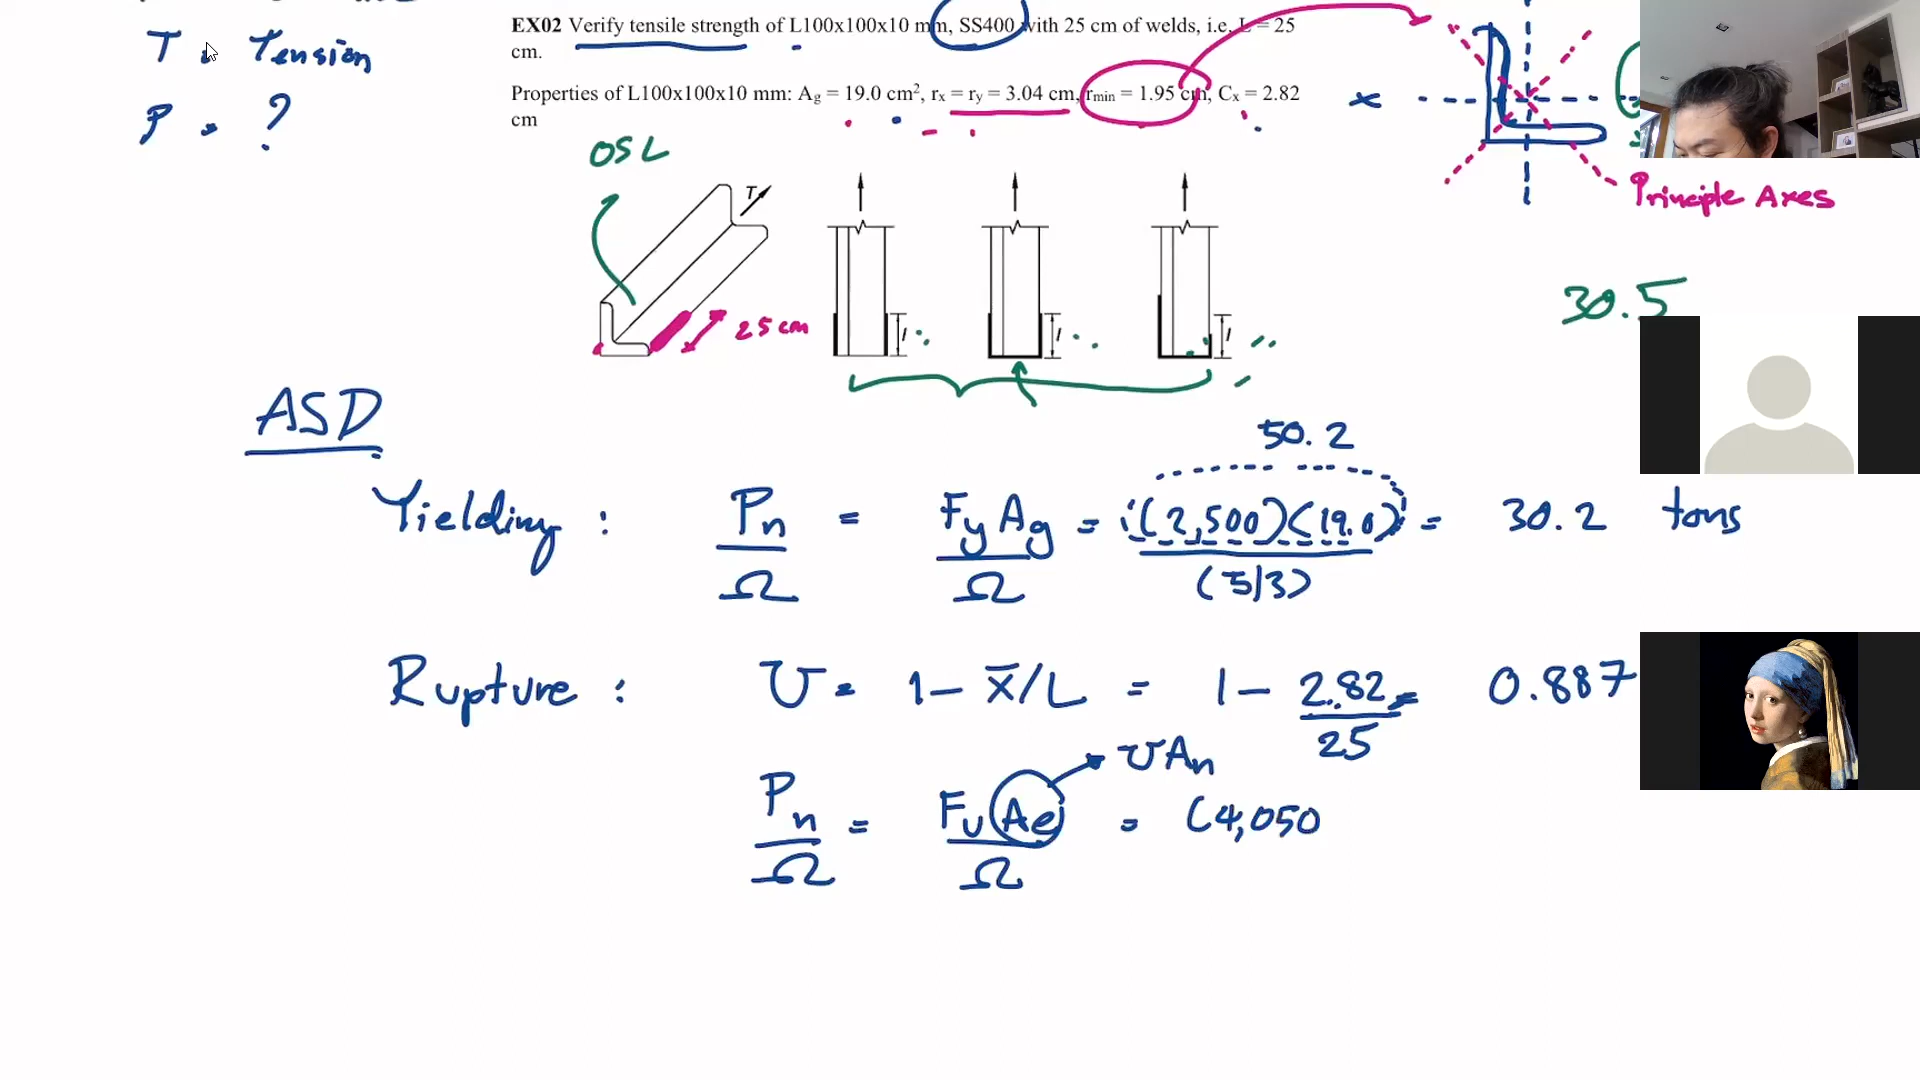 T = Tension
P = ?
EX02 Verify tensile strength of L100x100x10 mm, SS400 with 25 cm of welds, i.e. L = 25
cm.
Properties of L100x100x10 mm: Ag = 19.0 cm², rx = ry = 3.04 cm, rmin = 1.95 cm, Cx = 2.82
cm
x
Principle Axes
OSL
T
25 cm
l
l
l
30.5
ASD
50.2
Yielding : Pn/Ω = FyAg/Ω = (2,500)(19.0)/(5/3) = 30.2 tons
Rupture : U = 1 - x̅/L = 1 - 2.82/25 = 0.887
UAn
Pn/Ω = FuAe/Ω = (4,050